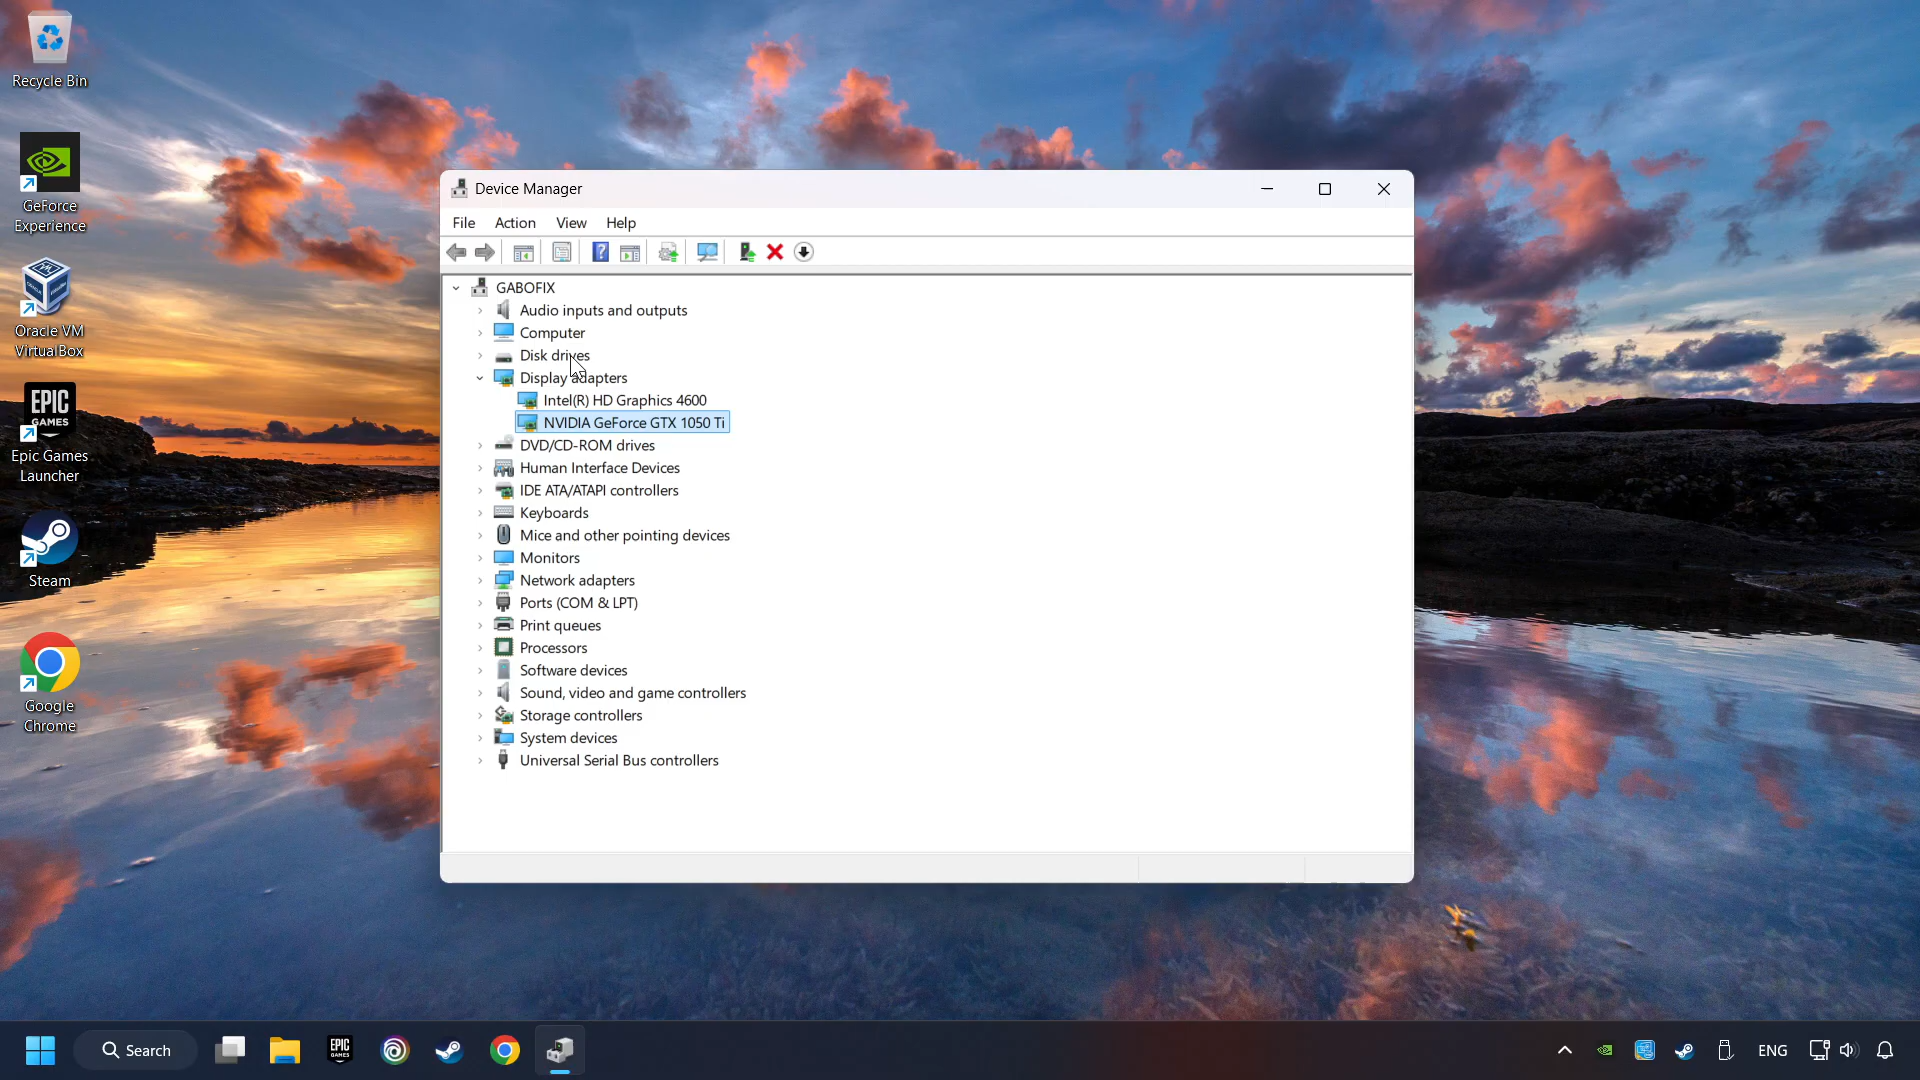 Recycle Bin
GeForce
Experience
Oracle VM
VirtualBox
EPIC
GAMES
Epic Games
Launcher
Steam
Google
Chrome
Device Manager
File Action View Help
?
GABOFIX
Audio inputs and outputs
Computer
Disk drives
Display adapters
Intel(R) HD Graphics 4600
NVIDIA GeForce GTX 1050 Ti
DVD/CD-ROM drives
Human Interface Devices
IDE ATA/ATAPI controllers
Keyboards
Mice and other pointing devices
Monitors
Network adapters
Ports (COM & LPT)
Print queues
Processors
Software devices
Sound, video and game controllers
Storage controllers
System devices
Universal Serial Bus controllers
Search
EPIC
GAMES
ENG